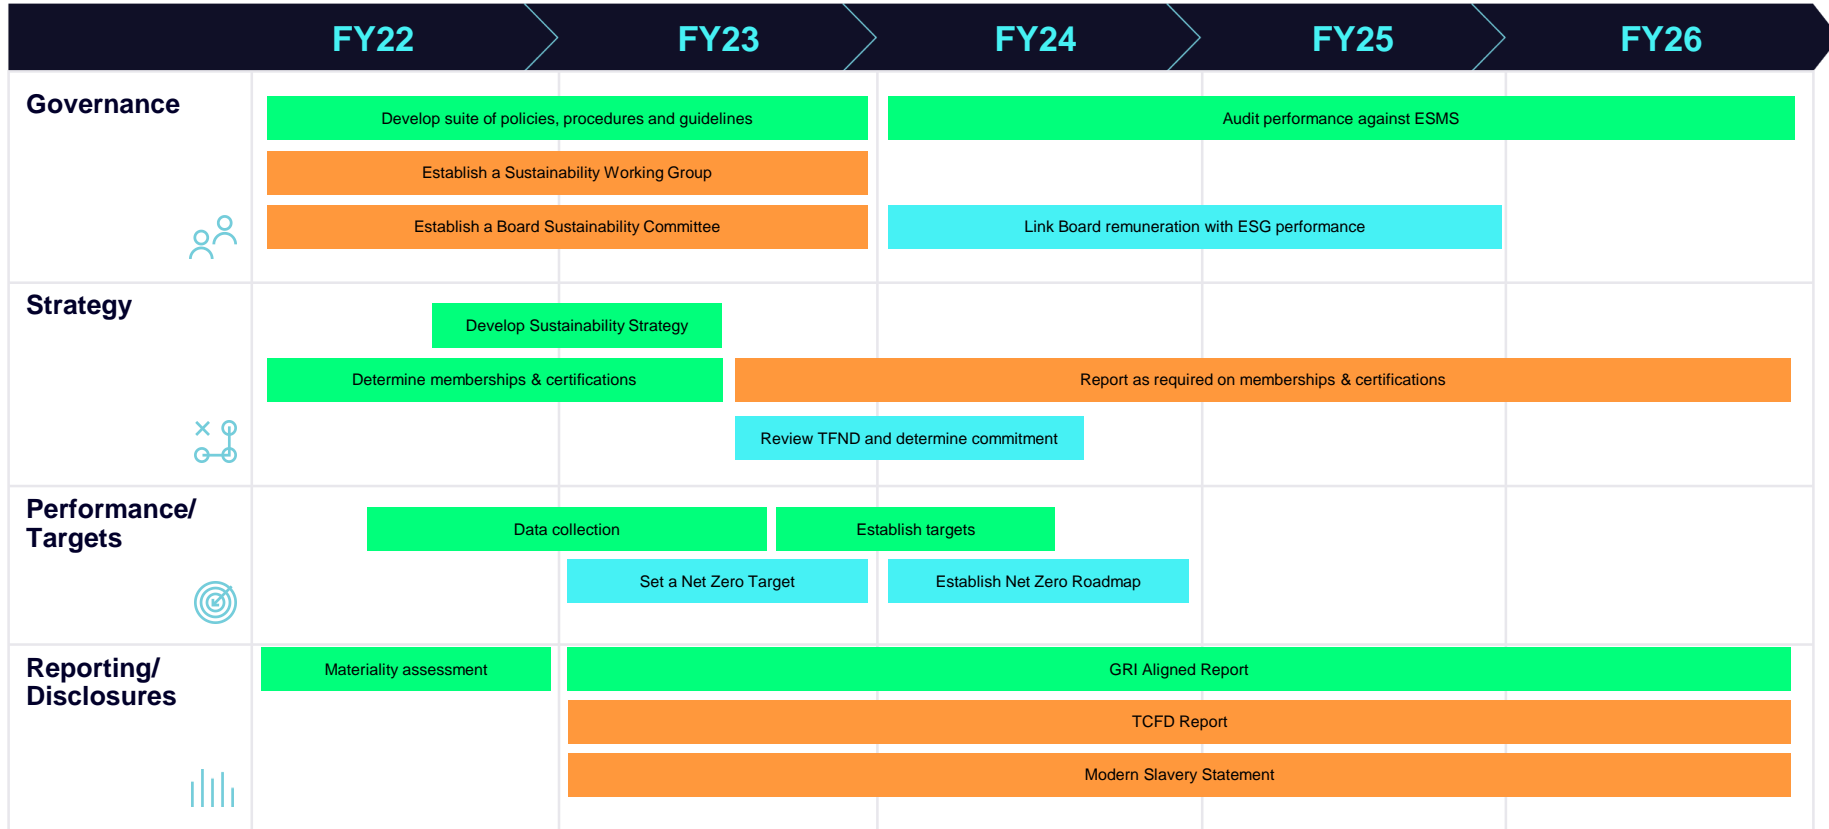 FY22
FY23
FY24
FY25
FY26
Governance
Develop suite of policies, procedures and guidelines
Audit performance against ESMS
Establish a Sustainability Working Group
Establish a Board Sustainability Committee
Link Board remuneration with ESG performance
Strategy
Develop Sustainability Strategy
Determine memberships & certifications
Report as required on memberships & certifications
Review TFND and determine commitment
Performance/
Targets
Data collection
Establish targets
Set a Net Zero Target
Establish Net Zero Roadmap
Reporting/
Disclosures
Materiality assessment
GRI Aligned Report
TCFD Report
Modern Slavery Statement